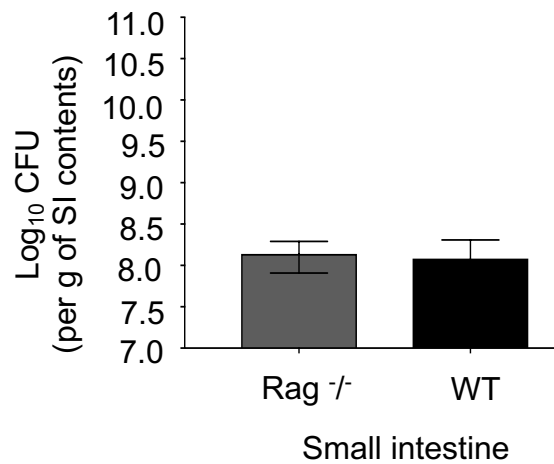 Log₁₀ CFU
(per g of SI contents)
11.0
10.5
10.0
9.5
9.0
8.5
8.0
7.5
7.0
Rag -/-
WT
Small intestine